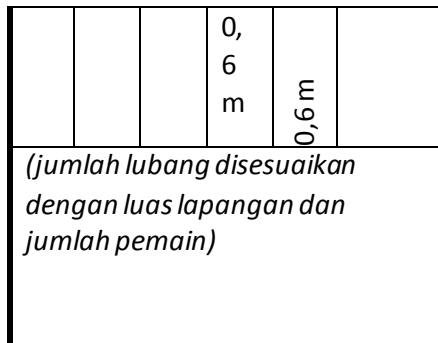 0,
6
m
0,6 m
(jumlah lubang disesuaikan
dengan luas lapangan dan
jumlah pemain)